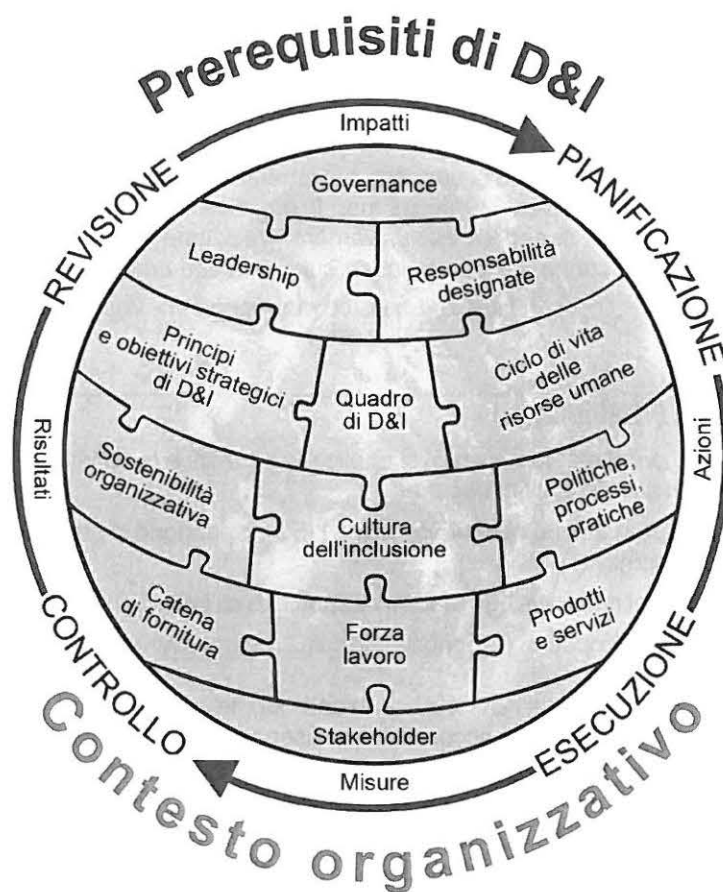 Prerequisiti di D&I
Impatti
REVISIONE
PIANIFICAZIONE
Governance
Leadership
Responsabilità
designate
Principi
e obiettivi strategici
di D&I
Quadro
di D&I
Ciclo di vita
delle
risorse umane
Risultati
Azioni
Sostenibilità
organizzativa
Cultura
dell'inclusione
Politiche,
processi,
pratiche
Catena
di fornitura
Forza
lavoro
Prodotti
e servizi
CONTROLLO
ESECUZIONE
Stakeholder
Misure
Contesto organizzativo